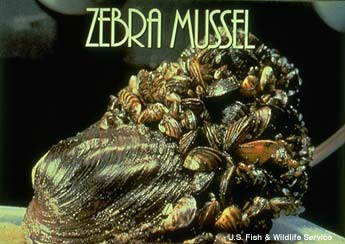 ZEBRA MUSSEL
U.S. Fish & Wildlife Service